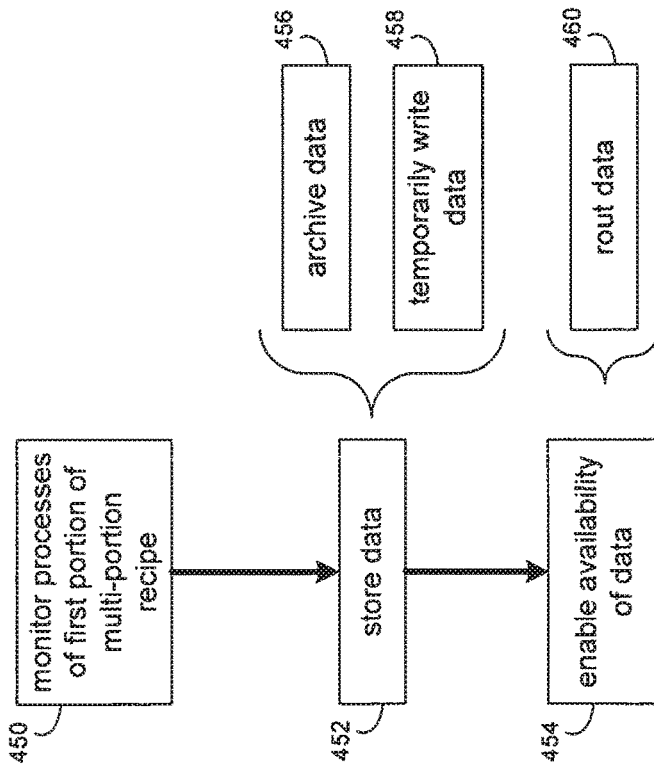 450
monitor processes
of first portion of
multi-portion
recipe
452
store data
456
archive data
458
temporarily write
data
454
enable availability
of data
460
rout data